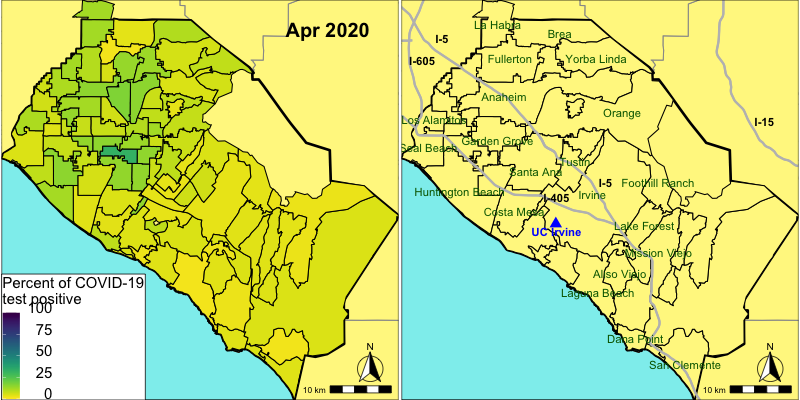 Apr 2020
Percent of COVID-19
test positive
100
75
50
25
0
N
10 km
La Habra
Brea
I-5
I-605
Fullerton
Yorba Linda
Anaheim
Orange
Los Alamitos
I-15
Garden Grove
Seal Beach
Tustin
Santa Ana
I-5
Foothill Ranch
Huntington Beach
Irvine
I-405
Costa Mesa
Lake Forest
UC Irvine
Mission Viejo
Aliso Viejo
Laguna Beach
Dana Point
N
San Clemente
10 km